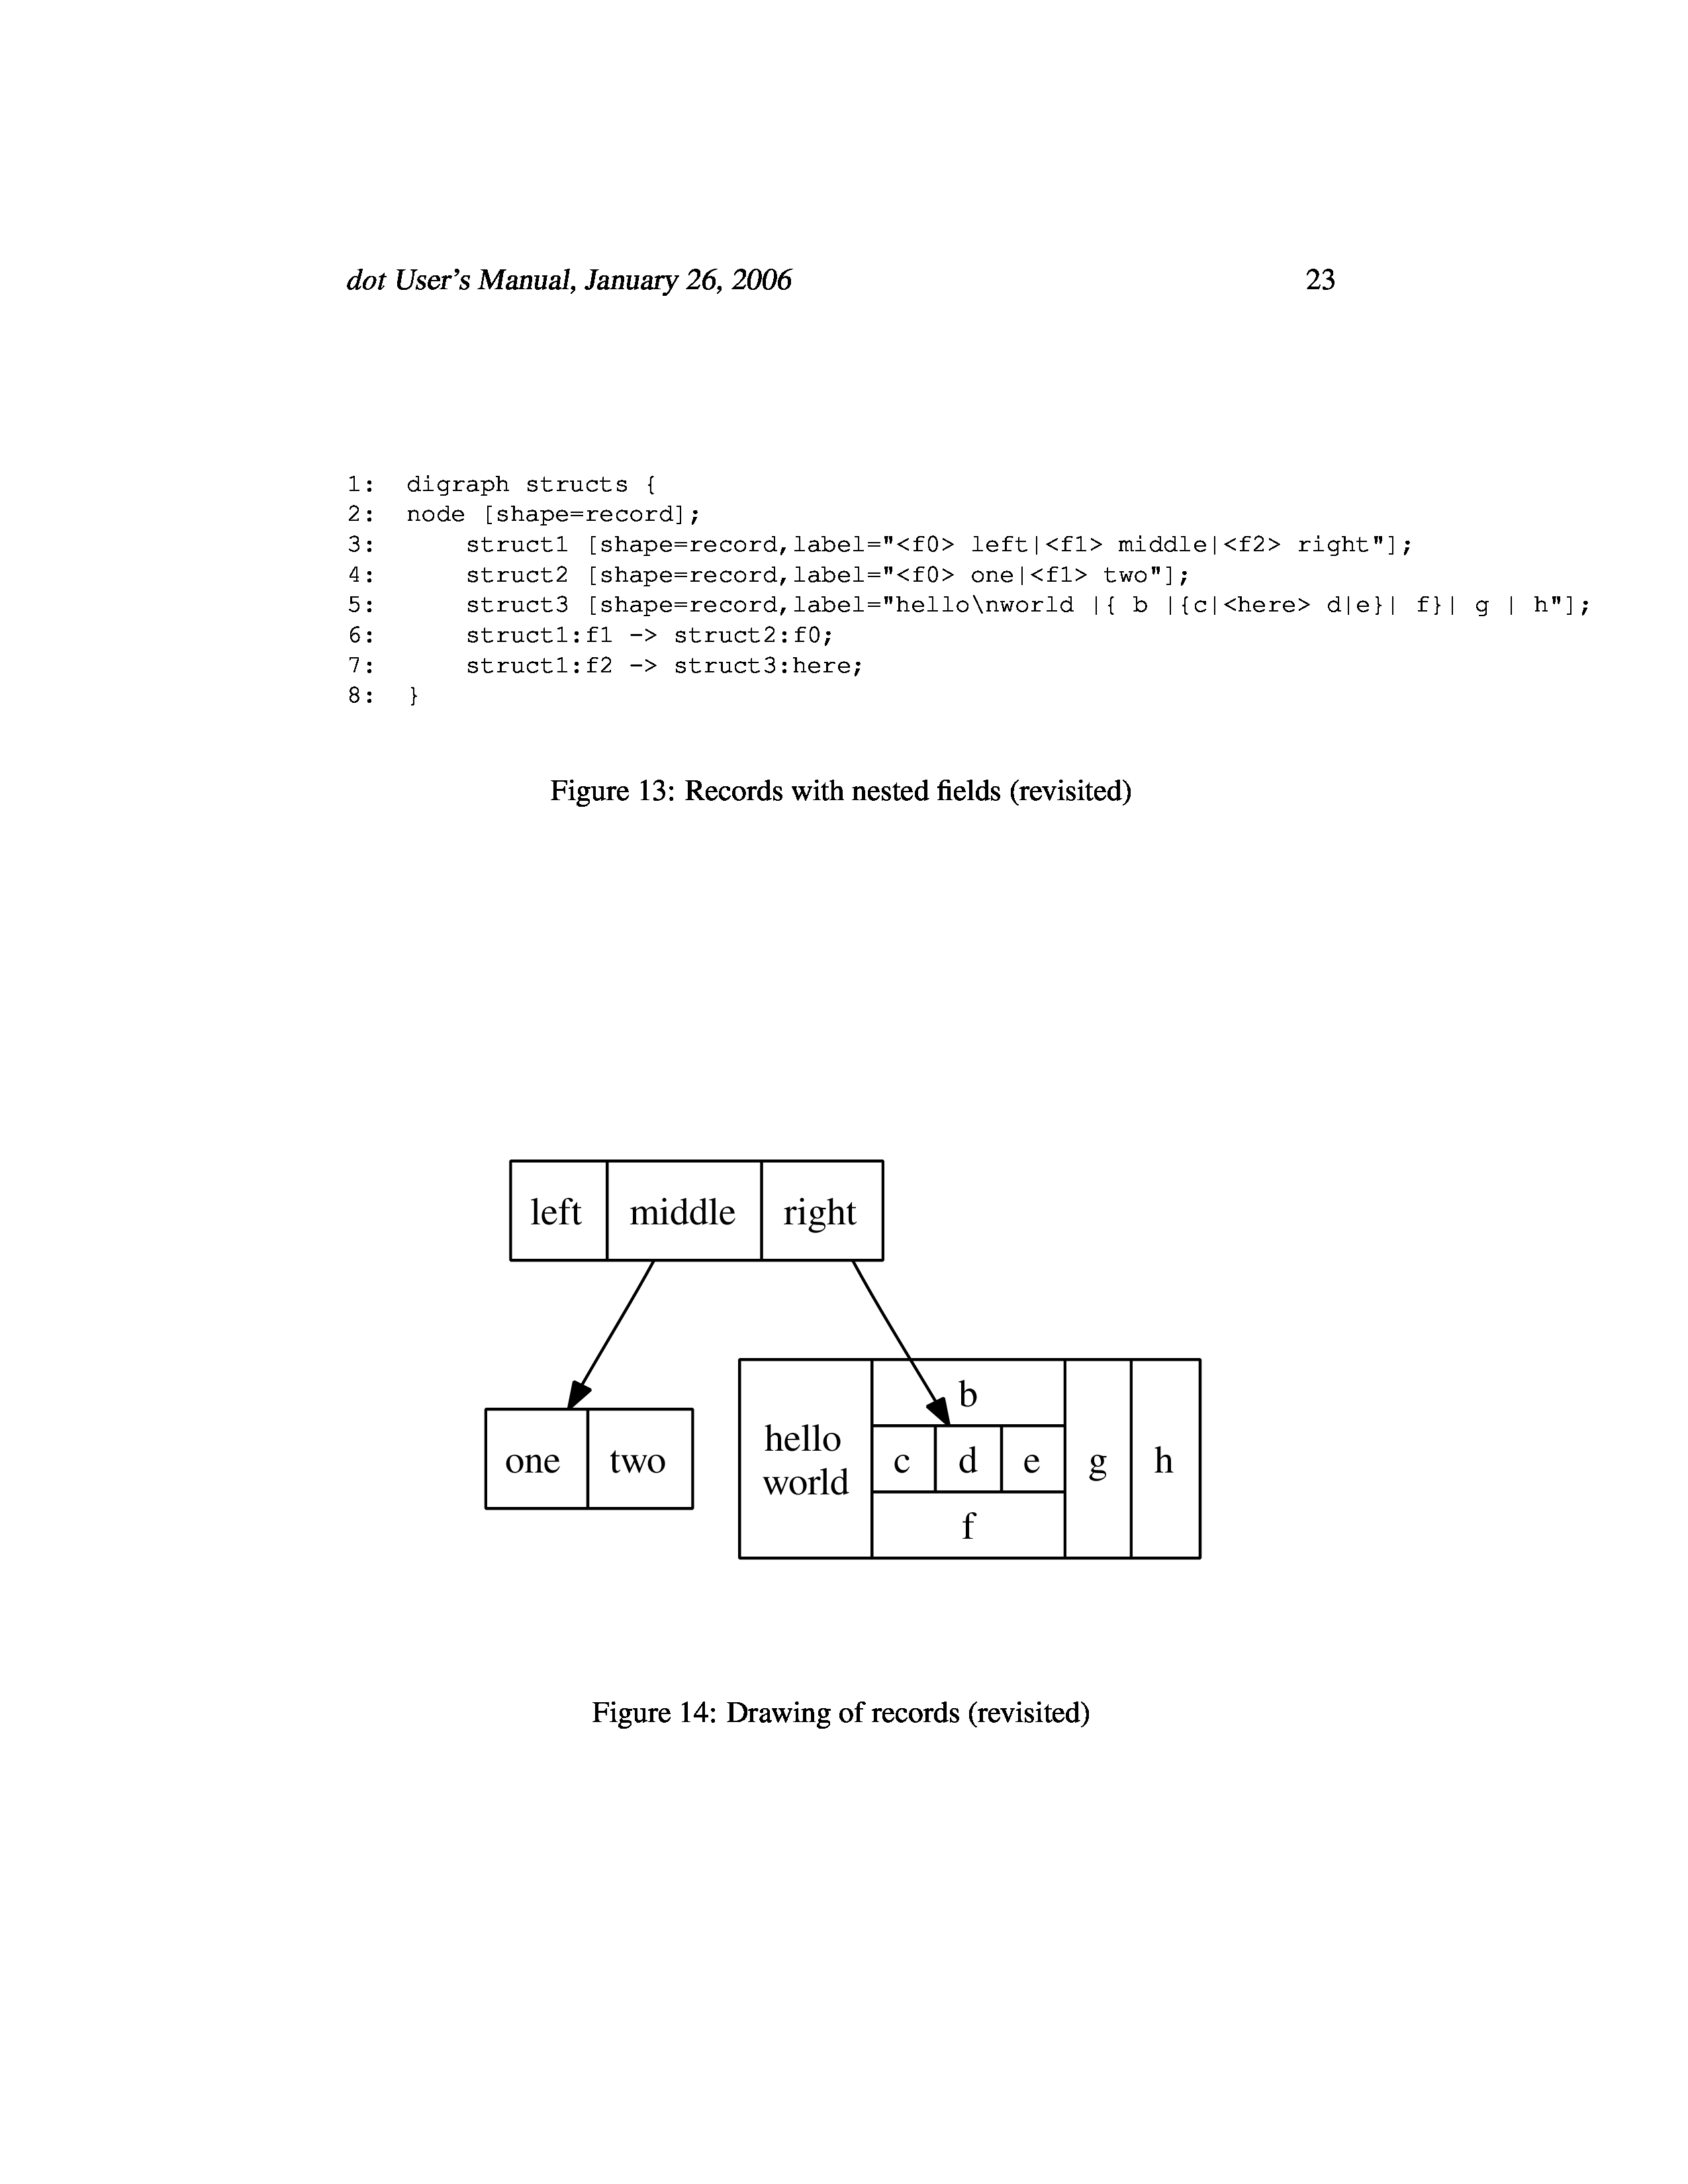 dot User's Manual, January 26, 2006 23
1: digraph structs {
2: node [shape=record];
3:     struct1 [shape=record,label="<f0> left|<f1> middle|<f2> right"];
4:     struct2 [shape=record,label="<f0> one|<f1> two"];
5:     struct3 [shape=record,label="hello\nworld |{ b |{c|<here> d|e}| f}| g | h"];
6:     struct1:f1 -> struct2:f0;
7:     struct1:f2 -> struct3:here;
8: }
Figure 13: Records with nested fields (revisited)
left middle right
one two
hello
world
b
c d e
f
g h
Figure 14: Drawing of records (revisited)